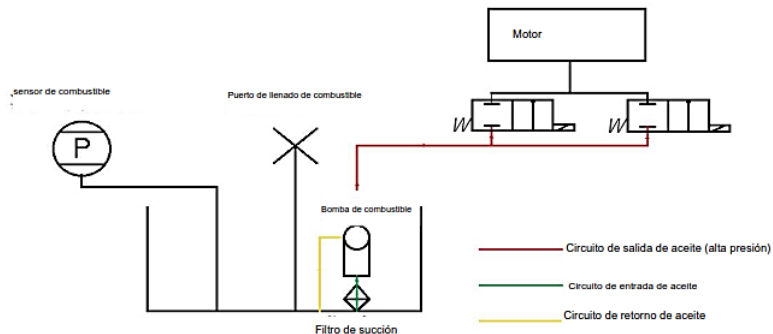 Motor
sensor de combustible
Puerto de llenado de combustible
P
Bomba de combustible
Circuito de salida de aceite (alta presión)
Circuito de entrada de aceite
Circuito de retorno de aceite
Filtro de succión